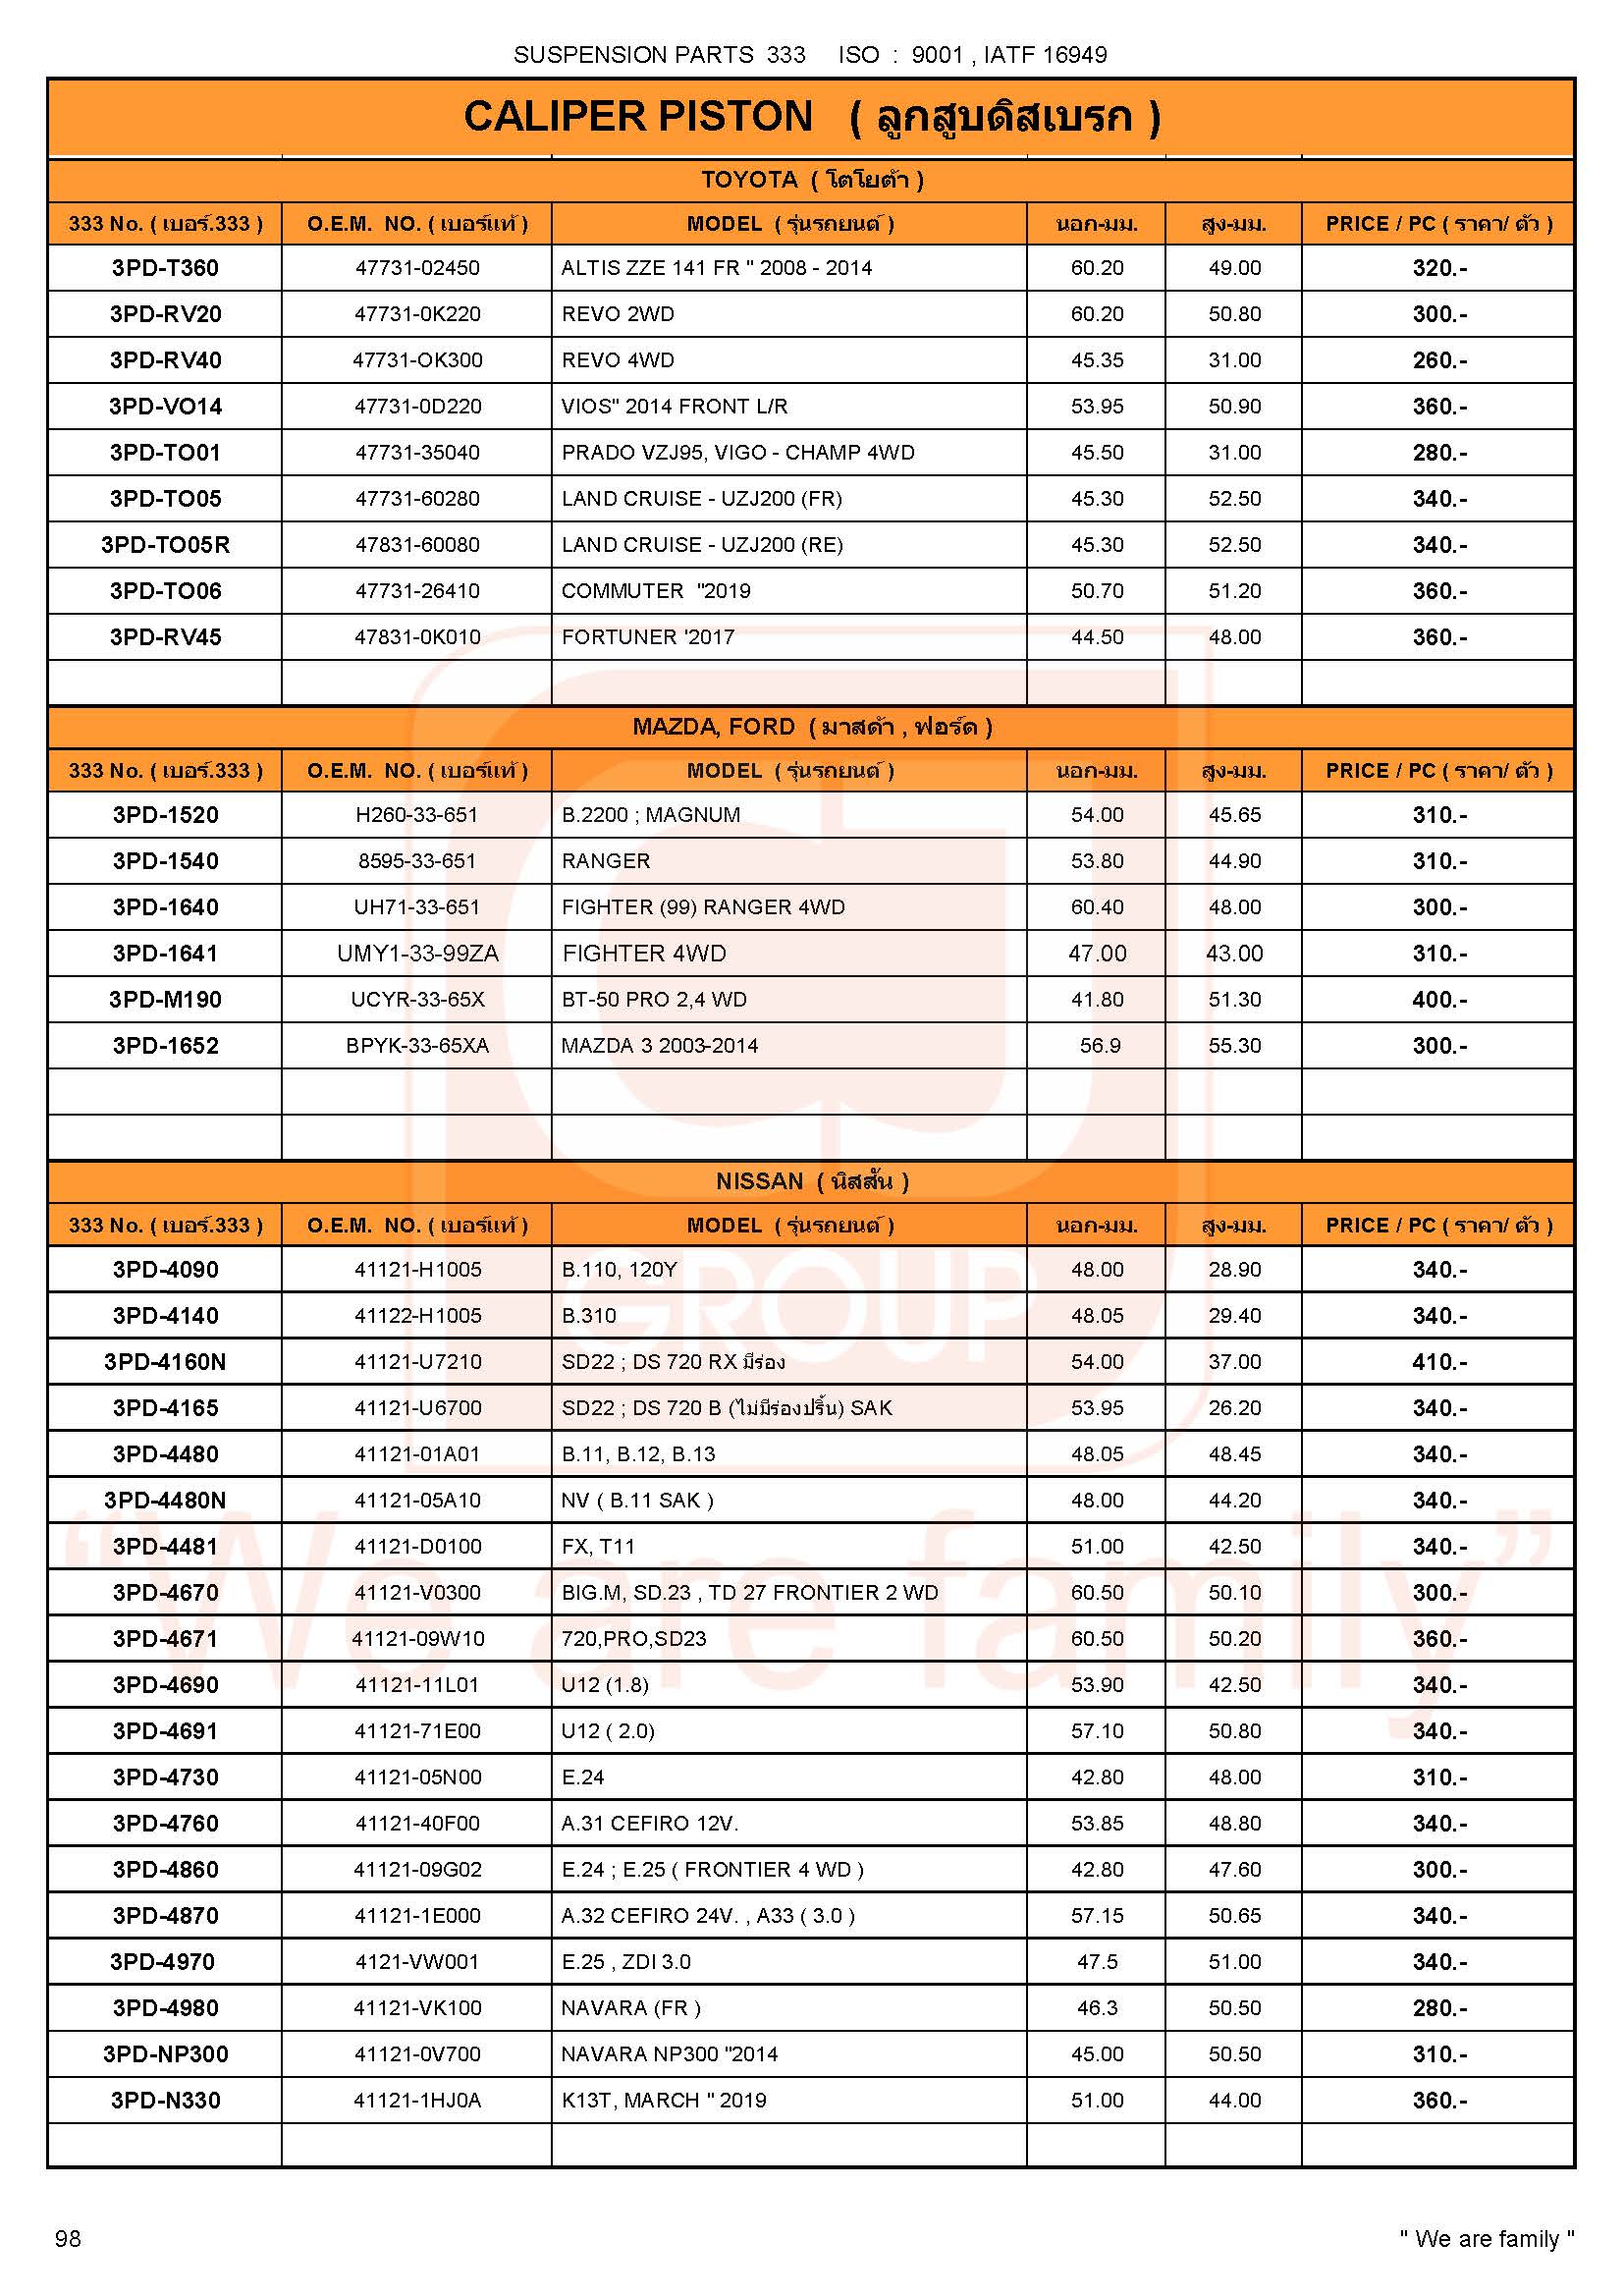 SUSPENSION PARTS 333 ISO : 9001 , IATF 16949
CALIPER PISTON ( ลูกสูบดิสเบรก )
TOYOTA ( โตโยต้า )
333 No. ( เบอร์.333 ) O.E.M. NO. ( เบอร์แท้ ) MODEL ( รุ่นรถยนต์ ) นอก-มม. สูง-มม. PRICE / PC ( ราคา/ ตัว )
3PD-T360 47731-02450 ALTIS ZZE 141 FR " 2008 - 2014 60.20 49.00 320.-
3PD-RV20 47731-0K220 REVO 2WD 60.20 50.80 300.-
3PD-RV40 47731-OK300 REVO 4WD 45.35 31.00 260.-
3PD-VO14 47731-0D220 VIOS" 2014 FRONT L/R 53.95 50.90 360.-
3PD-TO01 47731-35040 PRADO VZJ95, VIGO - CHAMP 4WD 45.50 31.00 280.-
3PD-TO05 47731-60280 LAND CRUISE - UZJ200 (FR) 45.30 52.50 340.-
3PD-TO05R 47831-60080 LAND CRUISE - UZJ200 (RE) 45.30 52.50 340.-
3PD-TO06 47731-26410 COMMUTER "2019 50.70 51.20 360.-
3PD-RV45 47831-0K010 FORTUNER '2017 44.50 48.00 360.-
MAZDA, FORD ( มาสด้า , ฟอร์ด )
333 No. ( เบอร์.333 ) O.E.M. NO. ( เบอร์แท้ ) MODEL ( รุ่นรถยนต์ ) นอก-มม. สูง-มม. PRICE / PC ( ราคา/ ตัว )
3PD-1520 H260-33-651 B.2200 ; MAGNUM 54.00 45.65 310.-
3PD-1540 8595-33-651 RANGER 53.80 44.90 310.-
3PD-1640 UH71-33-651 FIGHTER (99) RANGER 4WD 60.40 48.00 300.-
3PD-1641 UMY1-33-99ZA FIGHTER 4WD 47.00 43.00 310.-
3PD-M190 UCYR-33-65X BT-50 PRO 2,4 WD 41.80 51.30 400.-
3PD-1652 BPYK-33-65XA MAZDA 3 2003-2014 56.9 55.30 300.-
NISSAN ( นิสสั้น )
333 No. ( เบอร์.333 ) O.E.M. NO. ( เบอร์แท้ ) MODEL ( รุ่นรถยนต์ ) นอก-มม. สูง-มม. PRICE / PC ( ราคา/ ตัว )
3PD-4090 41121-H1005 B.110, 120Y 48.00 28.90 340.-
GROUP
3PD-4140 41122-H1005 B.310 48.05 29.40 340.-
3PD-4160N 41121-U7210 SD22 ; DS 720 RX มีร่อง 54.00 37.00 410.-
3PD-4165 41121-U6700 SD22 ; DS 720 B (ไม่มีร่องปริ้น) SAK 53.95 26.20 340.-
3PD-4480 41121-01A01 B.11, B.12, B.13 48.05 48.45 340.-
3PD-4480N 41121-05A10 NV ( B.11 SAK ) 48.00 44.20 340.-
3PD-4481 41121-D0100 FX, T11 51.00 42.50 340.-
"We are family"
3PD-4670 41121-V0300 BIG.M, SD.23 , TD 27 FRONTIER 2 WD 60.50 50.10 300.-
3PD-4671 41121-09W10 720,PRO,SD23 60.50 50.20 360.-
3PD-4690 41121-11L01 U12 (1.8) 53.90 42.50 340.-
3PD-4691 41121-71E00 U12 ( 2.0) 57.10 50.80 340.-
3PD-4730 41121-05N00 E.24 42.80 48.00 310.-
3PD-4760 41121-40F00 A.31 CEFIRO 12V. 53.85 48.80 340.-
3PD-4860 41121-09G02 E.24 ; E.25 ( FRONTIER 4 WD ) 42.80 47.60 300.-
3PD-4870 41121-1E000 A.32 CEFIRO 24V. , A33 ( 3.0 ) 57.15 50.65 340.-
3PD-4970 4121-VW001 E.25 , ZDI 3.0 47.5 51.00 340.-
3PD-4980 41121-VK100 NAVARA (FR ) 46.3 50.50 280.-
3PD-NP300 41121-0V700 NAVARA NP300 "2014 45.00 50.50 310.-
3PD-N330 41121-1HJ0A K13T, MARCH " 2019 51.00 44.00 360.-
98 " We are family "